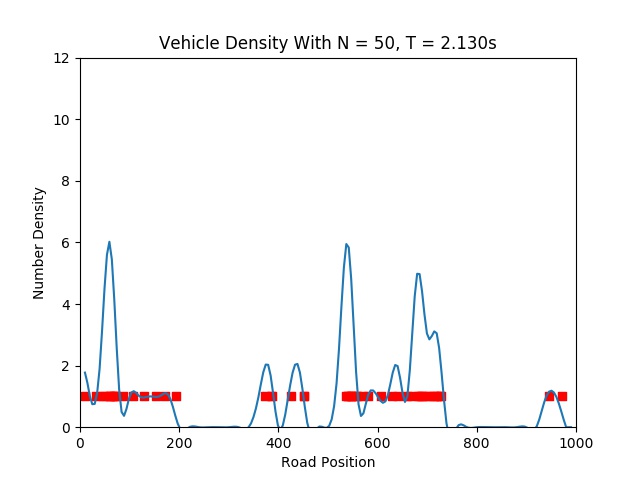 Vehicle Density With N = 50, T = 2.130s
12
10
8
6
4
2
0
Number Density
0 200 400 600 800 1000
Road Position